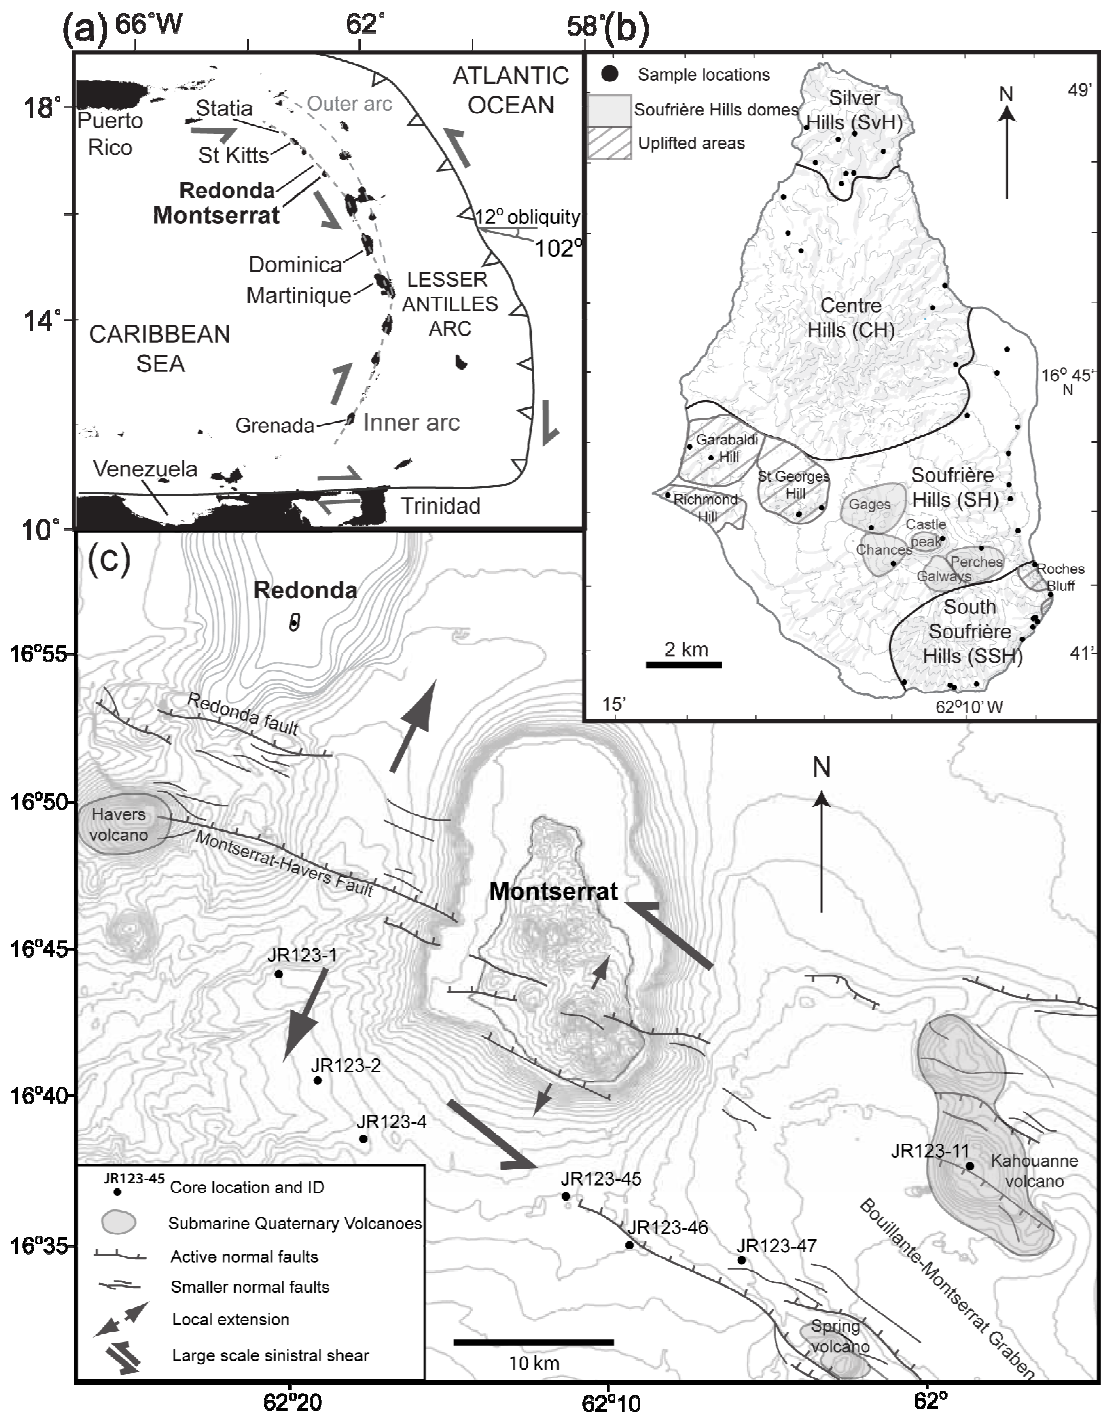 (a)
66°W
62°
58°
18°
14°
10°
ATLANTIC
OCEAN
Outer arc
Statia
Puerto
Rico
St Kitts
Redonda
Montserrat
12° obliquity
102°
Dominica
Martinique
LESSER
ANTILLES
ARC
CARIBBEAN
SEA
Grenada
Inner arc
Venezuela
Trinidad
(b)
Sample locations
Soufrière Hills domes
Uplifted areas
N
49'
Silver
Hills (SvH)
Centre
Hills (CH)
16° 45'
N
Garabaldi
Hill
St Georges
Hill
Richmond
Hill
Soufrière
Hills (SH)
Gages
Castle
peak
Chances
Perches
Galways
Roches
Bluff
South
Soufrière
Hills (SSH)
2 km
41'
15'
62°10' W
(c)
Redonda
16°55'
Redonda fault
N
16°50'
Havers
volcano
Montserrat-Havers Fault
Montserrat
16°45'
JR123-1
JR123-2
16°40'
JR123-4
JR123-11
Kahouanne
volcano
JR123-45
JR123-46
JR123-47
16°35'
Bouillante-Montserrat Graben
Spring
volcano
JR123-45
Core location and ID
Submarine Quaternary Volcanoes
Active normal faults
Smaller normal faults
Local extension
Large scale sinistral shear
10 km
62°20
62°10
62°